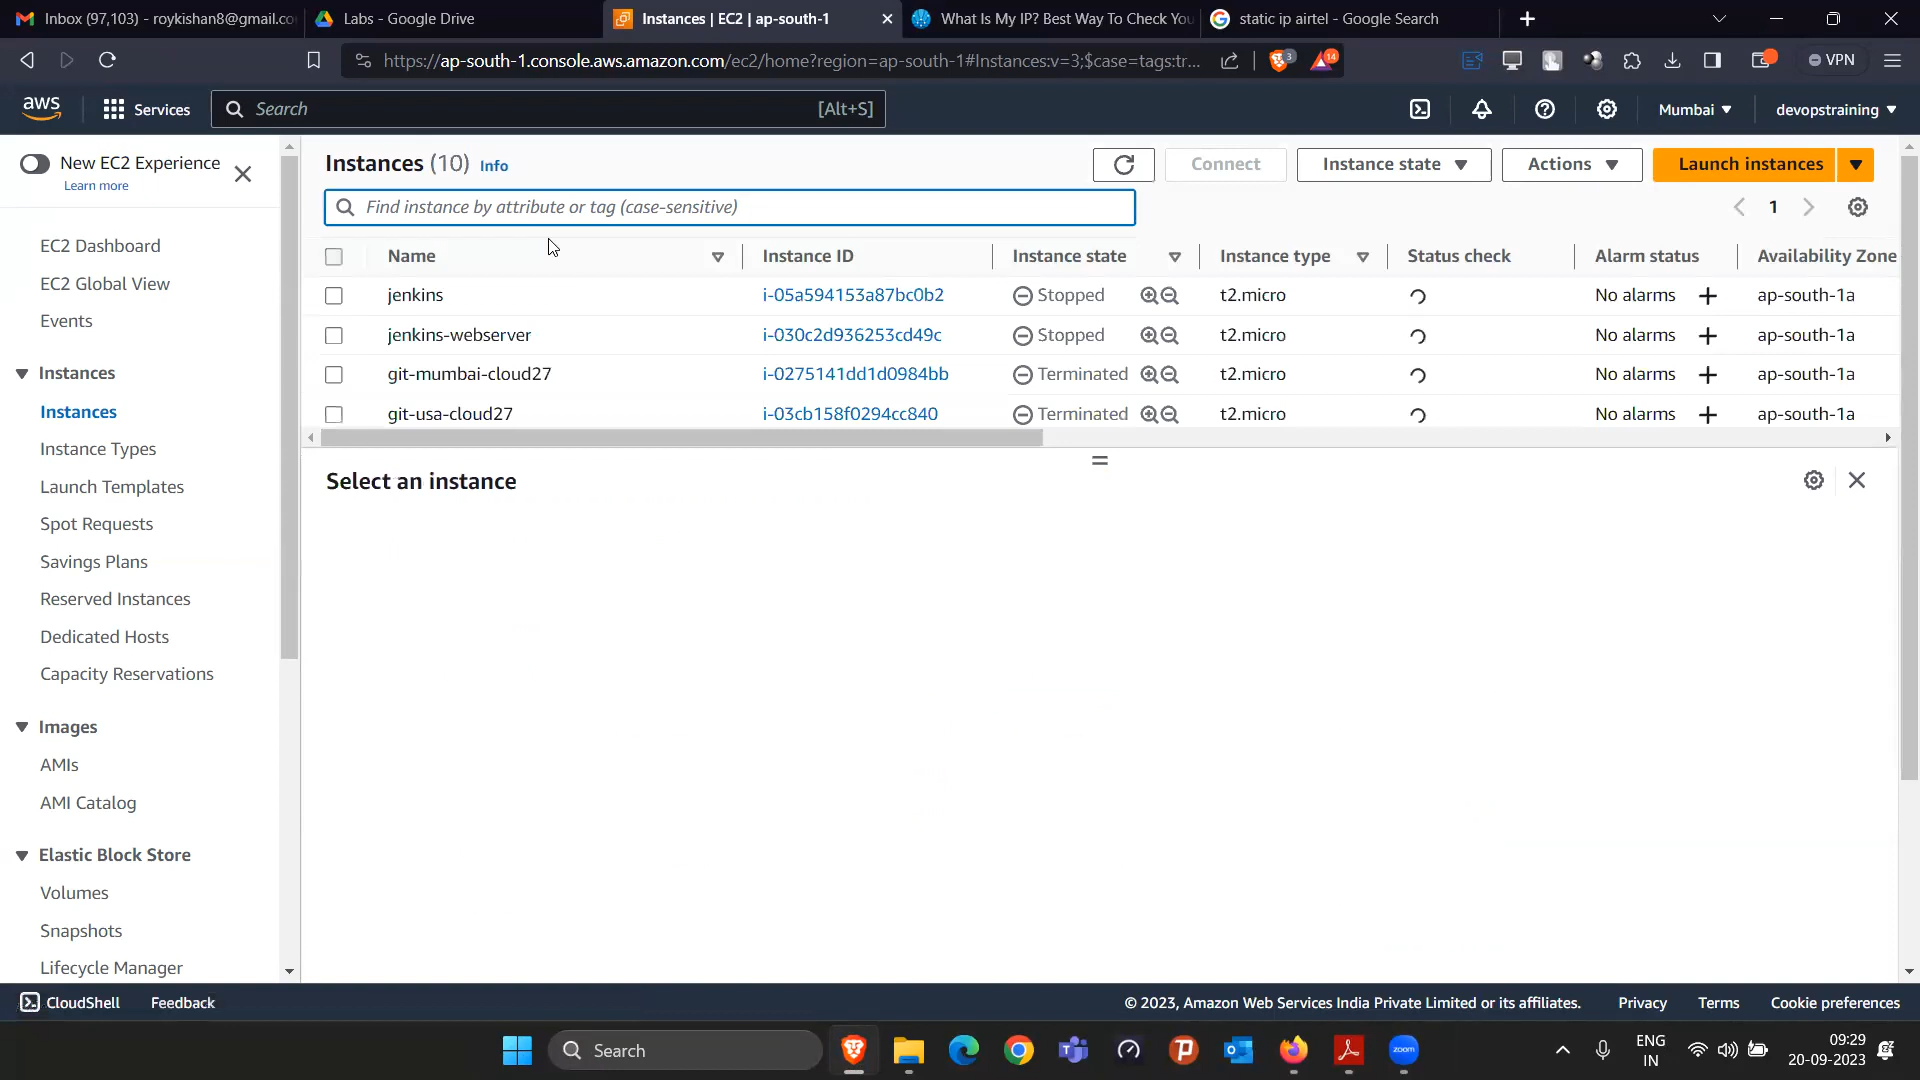 Inbox (97,103) - roykishan8@gmail.co
Labs - Google Drive
Instances | EC2 | ap-south-1
What Is My IP? Best Way To Check You
static ip airtel - Google Search
https://ap-south-1.console.aws.amazon.com/ec2/home?region=ap-south-1#Instances:v=3;$case=tags:tr...
3
14
VPN
aws
Services
Search
[Alt+S]
Mumbai
devopstraining
New EC2 Experience
Learn more
EC2 Dashboard
EC2 Global View
Events
Instances
Instances
Instance Types
Launch Templates
Spot Requests
Savings Plans
Reserved Instances
Dedicated Hosts
Capacity Reservations
Images
AMIs
AMI Catalog
Elastic Block Store
Volumes
Snapshots
Lifecycle Manager
Instances (10) Info
Connect
Instance state
Actions
Launch instances
Find instance by attribute or tag (case-sensitive)
1
Name Instance ID Instance state Instance type Status check Alarm status Availability Zone
jenkins i-05a594153a87bc0b2 Stopped t2.micro No alarms ap-south-1a
jenkins-webserver i-030c2d936253cd49c Stopped t2.micro No alarms ap-south-1a
git-mumbai-cloud27 i-0275141dd1d0984bb Terminated t2.micro No alarms ap-south-1a
git-usa-cloud27 i-03cb158f0294cc840 Terminated t2.micro No alarms ap-south-1a
Select an instance
CloudShell
Feedback
© 2023, Amazon Web Services India Private Limited or its affiliates.
Privacy
Terms
Cookie preferences
Search
zoom
ENG
IN
09:29
20-09-2023